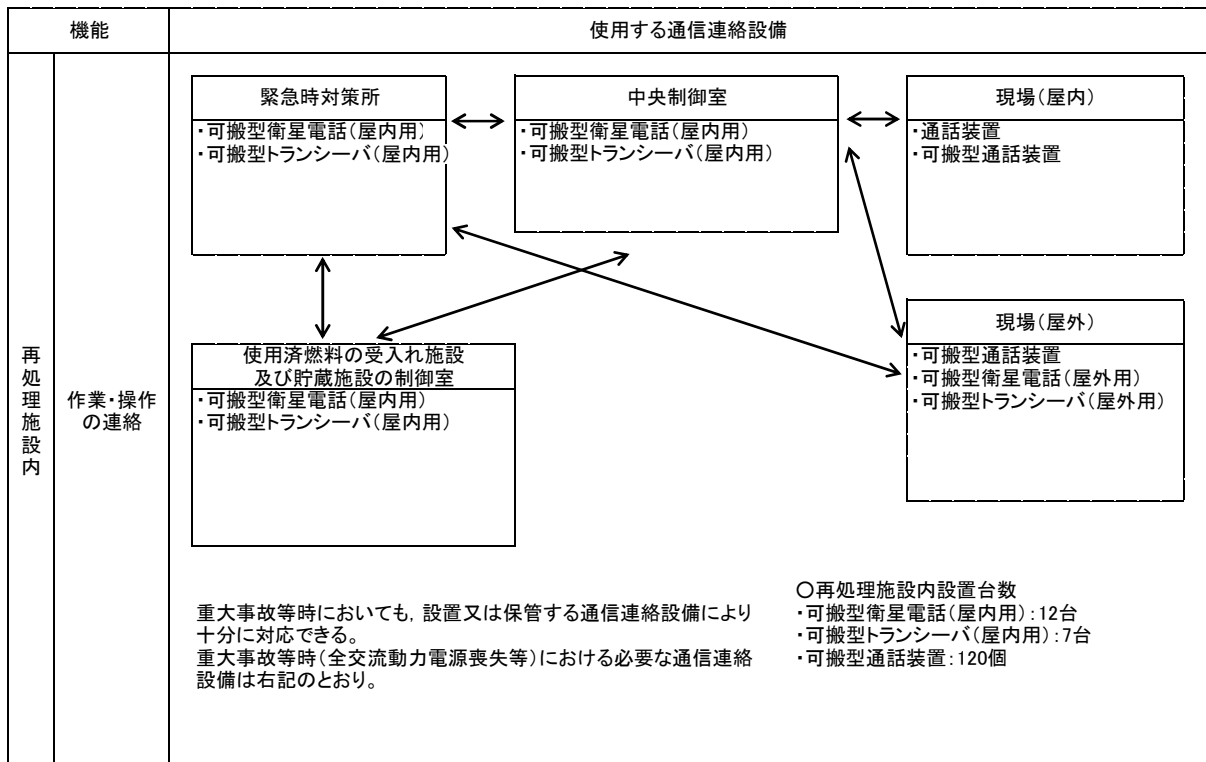 機能
使用する通信連絡設備
再処理施設内
作業・操作
の連絡
緊急時対策所
・可搬型衛星電話(屋内用)
・可搬型トランシーバ(屋内用)
中央制御室
・可搬型衛星電話(屋内用)
・可搬型トランシーバ(屋内用)
現場(屋内)
・通話装置
・可搬型通話装置
使用済燃料の受入れ施設
及び貯蔵施設の制御室
・可搬型衛星電話(屋内用)
・可搬型トランシーバ(屋内用)
現場(屋外)
・可搬型通話装置
・可搬型衛星電話(屋外用)
・可搬型トランシーバ(屋外用)
重大事故等時においても，設置又は保管する通信連絡設備により
十分に対応できる。
重大事故等時(全交流動力電源喪失等)における必要な通信連絡
設備は右記のとおり。
○再処理施設内設置台数
・可搬型衛星電話(屋内用)：12台
・可搬型トランシーバ(屋内用)：7台
・可搬型通話装置：120個